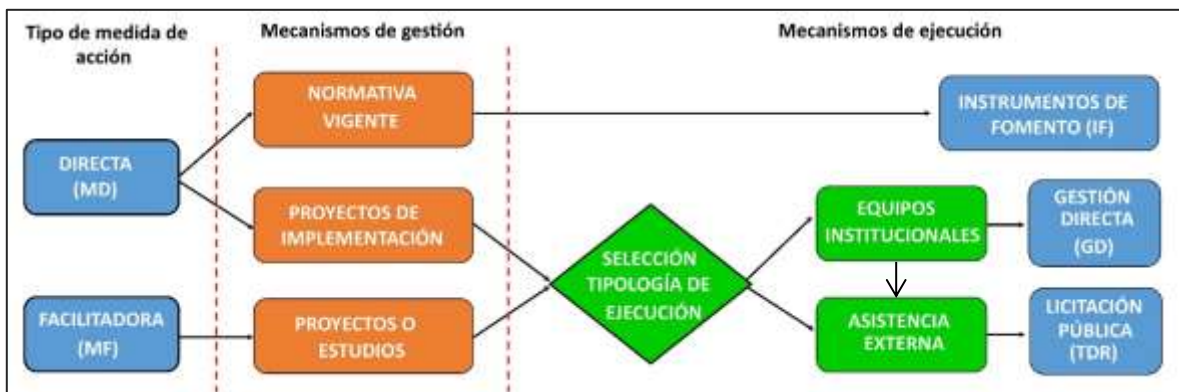 Tipo de medida de
acción
Mecanismos de gestión
Mecanismos de ejecución
NORMATIVA
VIGENTE
INSTRUMENTOS DE
FOMENTO (IF)
DIRECTA
(MD)
PROYECTOS DE
IMPLEMENTACIÓN
EQUIPOS
INSTITUCIONALES
GESTIÓN
DIRECTA
(GD)
SELECCIÓN
TIPOLOGÍA DE
EJECUCIÓN
FACILITADORA
(MF)
PROYECTOS O
ESTUDIOS
ASISTENCIA
EXTERNA
LICITACIÓN
PÚBLICA
(TDR)